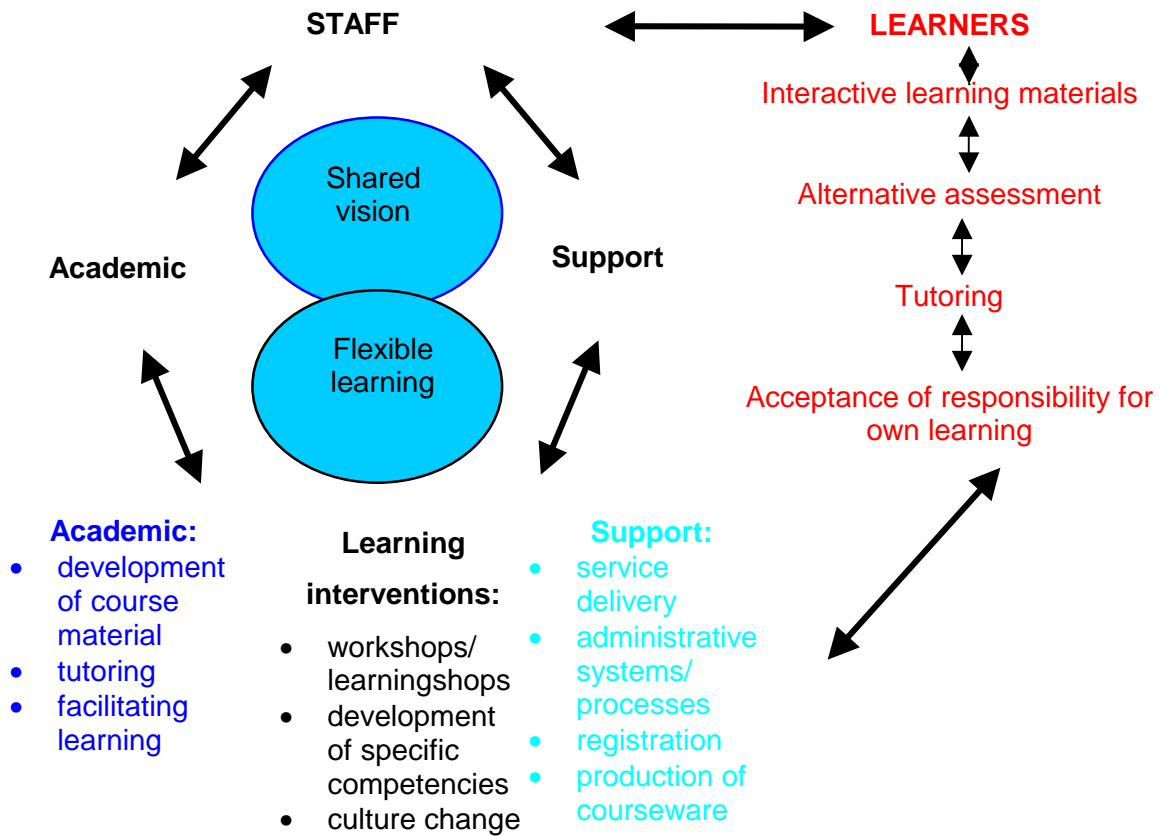 STAFF
LEARNERS
Interactive learning materials
Alternative assessment
Tutoring
Acceptance of responsibility for
own learning
Shared
vision
Academic
Support
Flexible
learning
Academic:
• development
of course
material
• tutoring
• facilitating
learning
Learning
interventions:
• workshops/
learningshops
• development
of specific
competencies
• culture change
Support:
• service
delivery
• administrative
systems/
processes
• registration
• production of
courseware